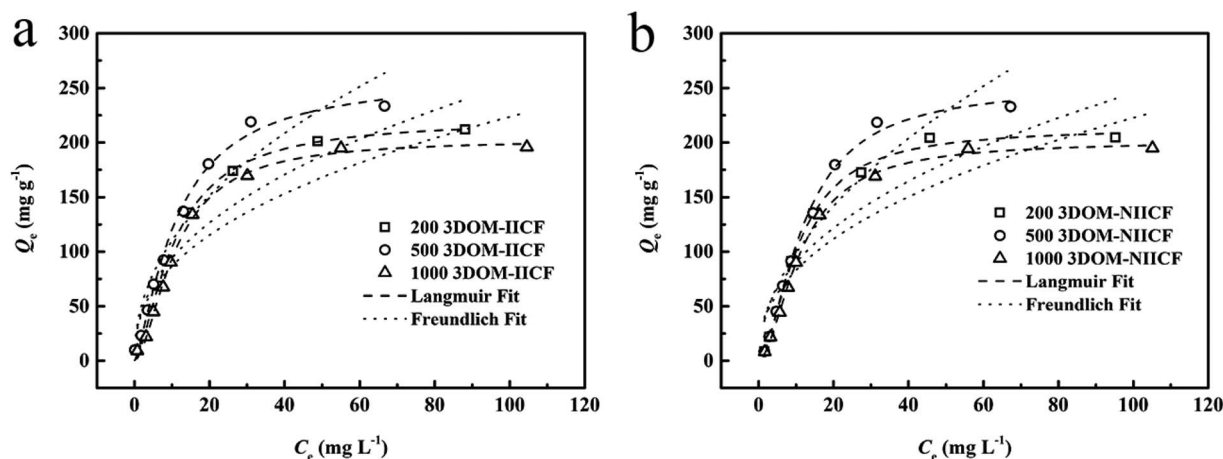 a
300
250
200
150
100
50
0
Qe (mg g-1)
0 20 40 60 80 100 120
Ce (mg L-1)
200 3DOM-IICF
500 3DOM-IICF
1000 3DOM-IICF
Langmuir Fit
Freundlich Fit
b
300
250
200
150
100
50
0
Qe (mg g-1)
0 20 40 60 80 100 120
Ce (mg L-1)
200 3DOM-NIICF
500 3DOM-NIICF
1000 3DOM-NIICF
Langmuir Fit
Freundlich Fit